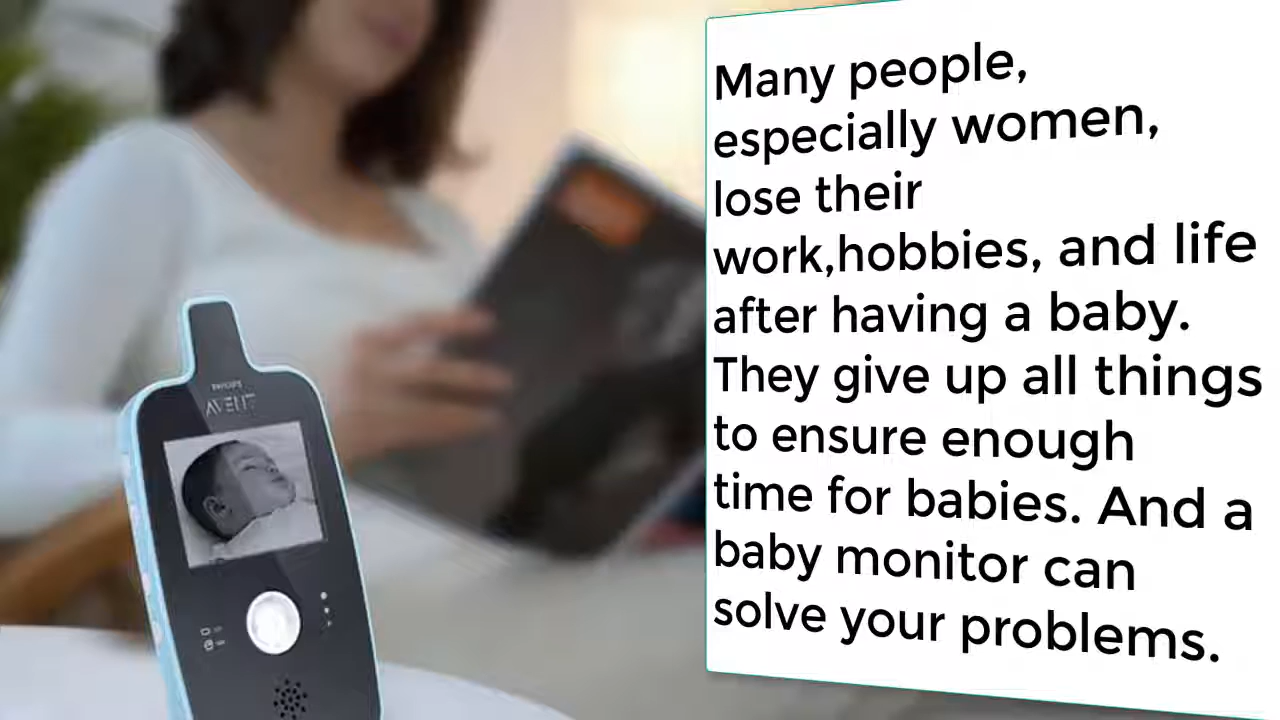 Many people,
especially women,
lose their
work,hobbies, and life
after having a baby.
They give up all things
to ensure enough
time for babies. And a
baby monitor can
solve your problems.
PHILIPS
AVENT